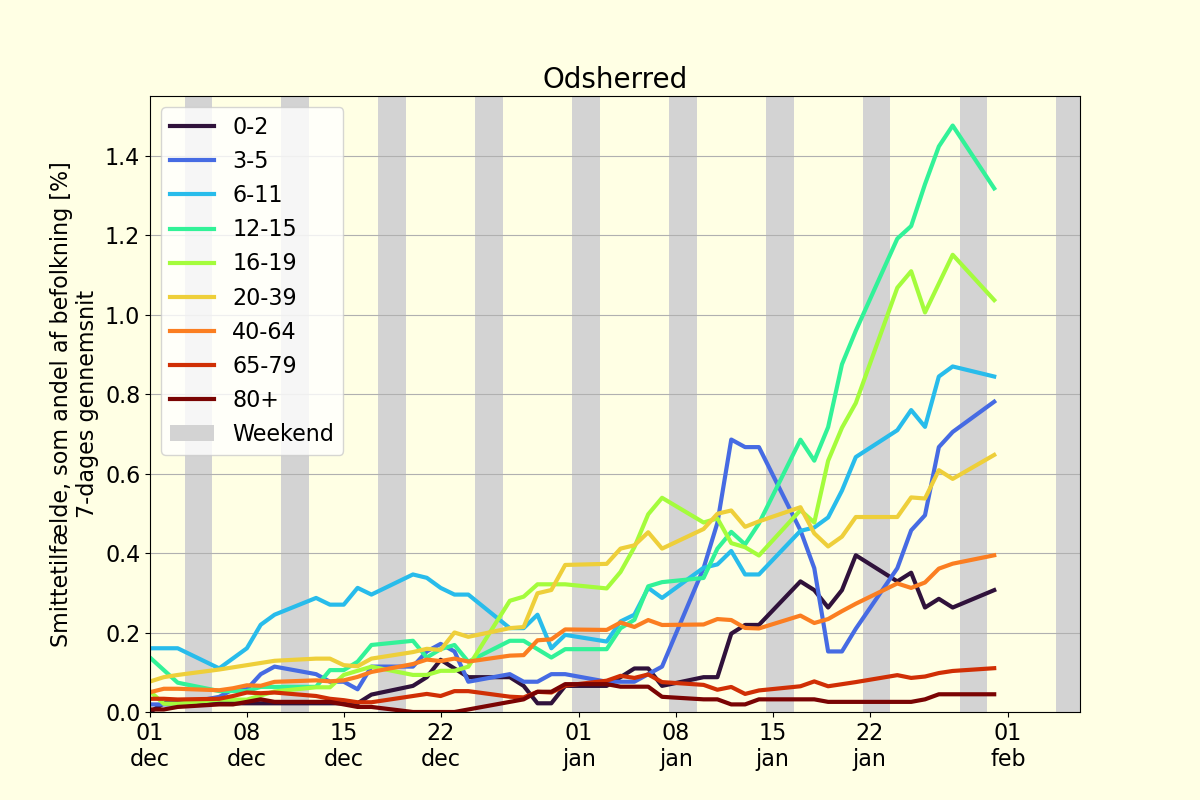 Odsherred
Smittetilfælde, som andel af befolkning [%]
7-dages gennemsnit
1.4
1.2
1.0
0.8
0.6
0.4
0.2
0.0
0-2
3-5
6-11
12-15
16-19
20-39
40-64
65-79
80+
Weekend
01 08 15 22 01 08 15 22 01
dec dec dec dec jan jan jan jan feb